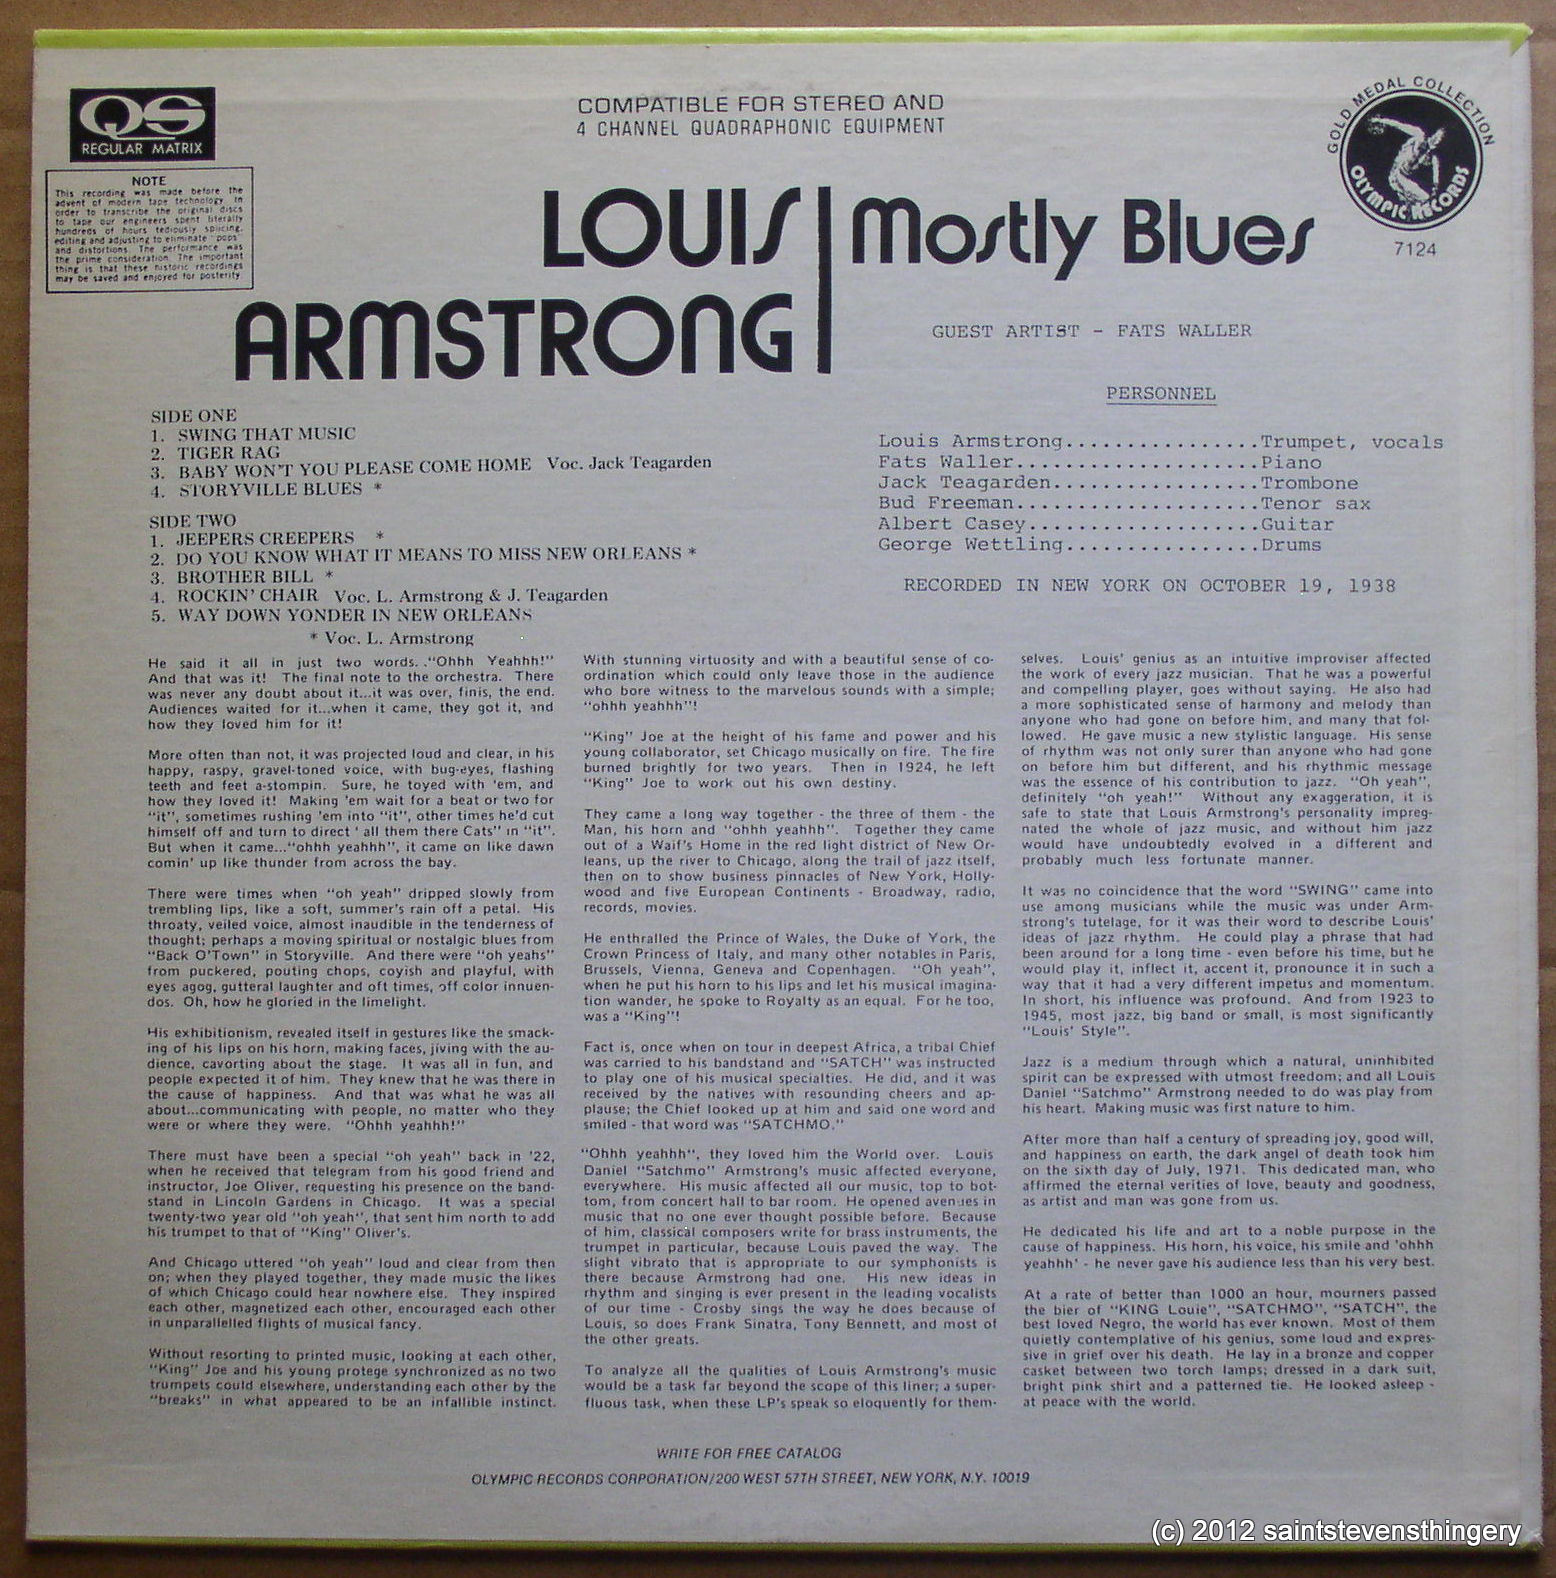 QS
REGULAR MATRIX
NOTE
This recording was made before the
advent of modern tape technology. In
order to transcribe the original discs
to tape our engineers spent literally
hundreds of hours tediously splicing,
editing and adjusting to eliminate "pops"
and distortions. The performance was
the prime consideration. The important
thing is that these historic recordings
may be saved and enjoyed for posterity.
COMPATIBLE FOR STEREO AND
4 CHANNEL QUADRAPHONIC EQUIPMENT
GOLD MEDAL COLLECTION
OLYMPIC RECORDS
7124
LOUIS
ARMSTRONG
Mostly Blues
GUEST ARTIST - FATS WALLER
PERSONNEL
Louis Armstrong................Trumpet, vocals
Fats Waller....................Piano
Jack Teagarden.................Trombone
Bud Freeman....................Tenor sax
Albert Casey...................Guitar
George Wettling................Drums
RECORDED IN NEW YORK ON OCTOBER 19, 1938
SIDE ONE
1. SWING THAT MUSIC
2. TIGER RAG
3. BABY WON'T YOU PLEASE COME HOME Voc. Jack Teagarden
4. STORYVILLE BLUES *
SIDE TWO
1. JEEPERS CREEPERS *
2. DO YOU KNOW WHAT IT MEANS TO MISS NEW ORLEANS *
3. BROTHER BILL *
4. ROCKIN' CHAIR Voc. L. Armstrong & J. Teagarden
5. WAY DOWN YONDER IN NEW ORLEANS
* Voc. L. Armstrong
He said it all in just two words. ."Ohhh Yeahhh!"
And that was it! The final note to the orchestra. There
was never any doubt about it...it was over, finis, the end.
Audiences waited for it...when it came, they got it, and
how they loved him for it!
More often than not, it was projected loud and clear, in his
happy, raspy, gravel-toned voice, with bug-eyes, flashing
teeth and feet a-stompin. Sure, he toyed with 'em, and
how they loved it! Making 'em wait for a beat or two for
"it", sometimes rushing 'em into "it", other times he'd cut
himself off and turn to direct ' all them there Cats" in "it".
But when it came..."ohhh yeahhh", it came on like dawn
comin' up like thunder from across the bay.
There were times when "oh yeah" dripped slowly from
trembling lips, like a soft, summer's rain off a petal. His
throaty, veiled voice, almost inaudible in the tenderness of
thought; perhaps a moving spiritual or nostalgic blues from
"Back O'Town" in Storyville. And there were "oh yeahs"
from puckered, pouting chops, coyish and playful, with
eyes agog, gutteral laughter and oft times, off color innuen-
dos. Oh, how he gloried in the limelight.
His exhibitionism, revealed itself in gestures like the smack-
ing of his lips on his horn, making faces, jiving with the au-
dience, cavorting about the stage. It was all in fun, and
people expected it of him. They knew that he was there in
the cause of happiness. And that was what he was all
about...communicating with people, no matter who they
were or where they were. "Ohhh yeahhh!"
There must have been a special "oh yeah" back in '22,
when he received that telegram from his good friend and
instructor, Joe Oliver, requesting his presence on the band-
stand in Lincoln Gardens in Chicago. It was a special
twenty-two year old "oh yeah", that sent him north to add
his trumpet to that of "King" Oliver's.
And Chicago uttered "oh yeah" loud and clear from then
on; when they played together, they made music the likes
of which Chicago could hear nowhere else. They inspired
each other, magnetized each other, encouraged each other
in unparallelled flights of musical fancy.
Without resorting to printed music, looking at each other,
"King" Joe and his young protege synchronized as no two
trumpets could elsewhere, understanding each other by the
"breaks" in what appeared to be an infallible instinct.
With stunning virtuosity and with a beautiful sense of co-
ordination which could only leave those in the audience
who bore witness to the marvelous sounds with a simple;
"ohhh yeahhh"!
"King" Joe at the height of his fame and power and his
young collaborator, set Chicago musically on fire. The fire
burned brightly for two years. Then in 1924, he left
"King" Joe to work out his own destiny.
They came a long way together - the three of them - the
Man, his horn and "ohhh yeahhh". Together they came
out of a Waif's Home in the red light district of New Or-
leans, up the river to Chicago, along the trail of jazz itself,
then on to show business pinnacles of New York, Holly-
wood and five European Continents - Broadway, radio,
records, movies.
He enthralled the Prince of Wales, the Duke of York, the
Crown Princess of Italy, and many other notables in Paris,
Brussels, Vienna, Geneva and Copenhagen. "Oh yeah",
when he put his horn to his lips and let his musical imagina-
tion wander, he spoke to Royalty as an equal. For he too,
was a "King"!
Fact is, once when on tour in deepest Africa, a tribal Chief
was carried to his bandstand and "SATCH" was instructed
to play one of his musical specialties. He did, and it was
received by the natives with resounding cheers and ap-
plause; the Chief looked up at him and said one word and
smiled - that word was "SATCHMO."
"Ohhh yeahhh", they loved him the World over. Louis
Daniel "Satchmo" Armstrong's music affected everyone,
everywhere. His music affected all our music, top to bot-
tom, from concert hall to bar room. He opened avenues in
music that no one ever thought possible before. Because
of him, classical composers write for brass instruments, the
trumpet in particular, because Louis paved the way. The
slight vibrato that is appropriate to our symphonists is
there because Armstrong had one. His new ideas in
rhythm and singing is ever present in the leading vocalists
of our time - Crosby sings the way he does because of
Louis, so does Frank Sinatra, Tony Bennett, and most of
the other greats.
To analyze all the qualities of Louis Armstrong's music
would be a task far beyond the scope of this liner; a super-
fluous task, when these LP's speak so eloquently for them-
selves. Louis' genius as an intuitive improviser affected
the work of every jazz musician. That he was a powerful
and compelling player, goes without saying. He also had
a more sophisticated sense of harmony and melody than
anyone who had gone on before him, and many that fol-
lowed. He gave music a new stylistic language. His sense
of rhythm was not only surer than anyone who had gone
on before him but different, and his rhythmic message
was the essence of his contribution to jazz. "Oh yeah",
definitely "oh yeah!" Without any exaggeration, it is
safe to state that Louis Armstrong's personality impreg-
nated the whole of jazz music, and without him jazz
would have undoubtedly evolved in a different and
probably much less fortunate manner.
It was no coincidence that the word "SWING" came into
use among musicians while the music was under Arm-
strong's tutelage, for it was their word to describe Louis'
ideas of jazz rhythm. He could play a phrase that had
been around for a long time - even before his time, but he
would play it, inflect it, accent it, pronounce it in such a
way that it had a very different impetus and momentum.
In short, his influence was profound. And from 1923 to
1945, most jazz, big band or small, is most significantly
"Louis' Style".
Jazz is a medium through which a natural, uninhibited
spirit can be expressed with utmost freedom; and all Louis
Daniel "Satchmo" Armstrong needed to do was play from
his heart. Making music was first nature to him.
After more than half a century of spreading joy, good will,
and happiness on earth, the dark angel of death took him
on the sixth day of July, 1971. This dedicated man, who
affirmed the eternal verities of love, beauty and goodness,
as artist and man was gone from us.
He dedicated his life and art to a noble purpose in the
cause of happiness. His horn, his voice, his smile and 'ohhh
yeahhh' - he never gave his audience less than his very best.
At a rate of better than 1000 an hour, mourners passed
the bier of "KING Louie", "SATCHMO", "SATCH", the
best loved Negro, the world has ever known. Most of them
quietly contemplative of his genius, some loud and expres-
sive in grief over his death. He lay in a bronze and copper
casket between two torch lamps; dressed in a dark suit,
bright pink shirt and a patterned tie. He looked asleep -
at peace with the world.
WRITE FOR FREE CATALOG
OLYMPIC RECORDS CORPORATION/200 WEST 57TH STREET, NEW YORK, N.Y. 10019
(c) 2012 saintstevensthingery